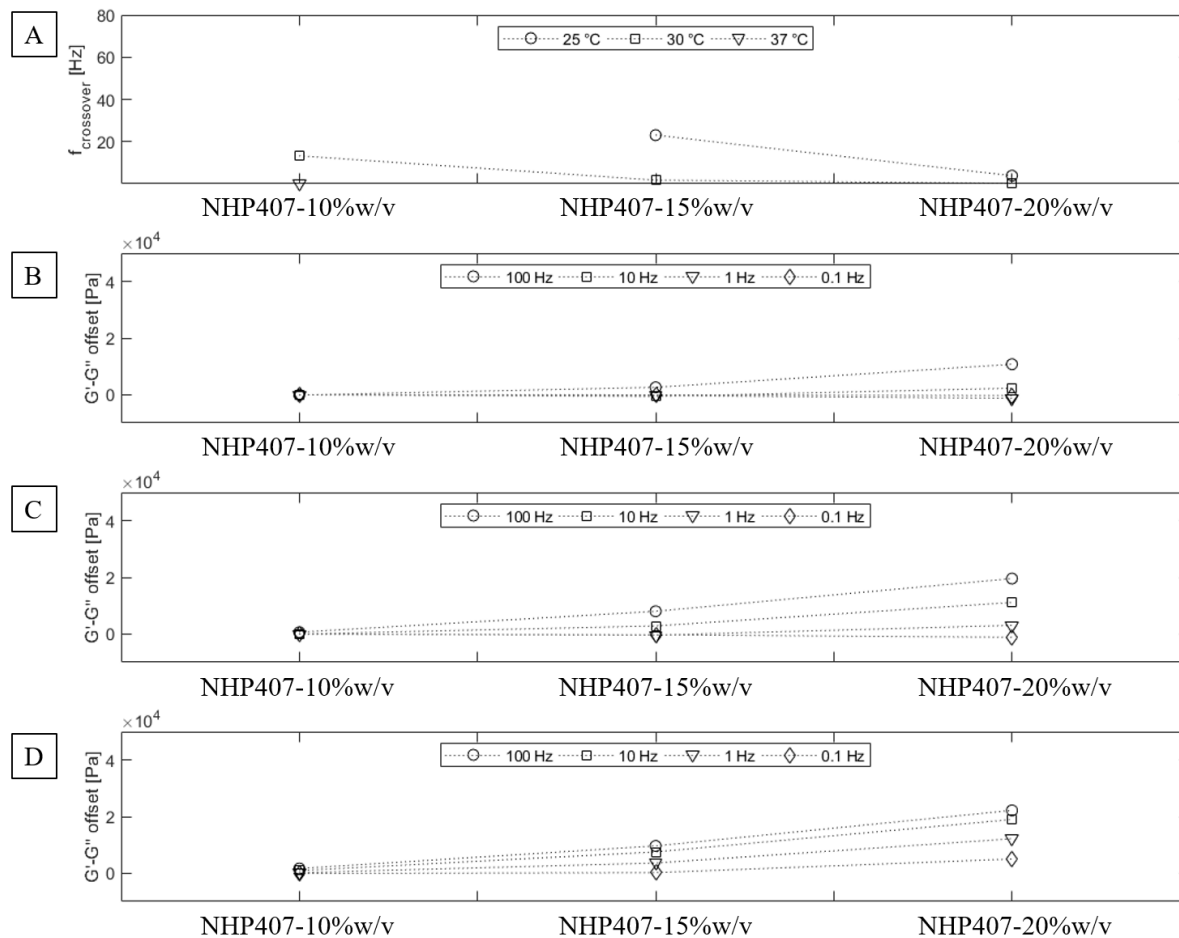 A
f_crossover [Hz]
80
60
40
20
25 °C 30 °C 37 °C
NHP407-10%w/v NHP407-15%w/v NHP407-20%w/v
B
G'-G" offset [Pa]
×10^4
4
2
0
100 Hz 10 Hz 1 Hz 0.1 Hz
NHP407-10%w/v NHP407-15%w/v NHP407-20%w/v
C
G'-G" offset [Pa]
×10^4
4
2
0
100 Hz 10 Hz 1 Hz 0.1 Hz
NHP407-10%w/v NHP407-15%w/v NHP407-20%w/v
D
G'-G" offset [Pa]
×10^4
4
2
0
100 Hz 10 Hz 1 Hz 0.1 Hz
NHP407-10%w/v NHP407-15%w/v NHP407-20%w/v